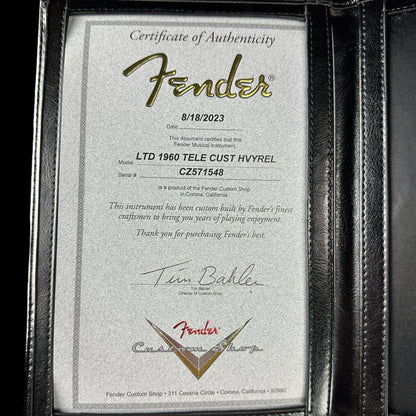 Certificate of Authenticity
Fender®
8/18/2023
Date
This document certifies that this
Fender Musical Instrument.
LTD 1960 TELE CUST HVYREL
Model
CZ571548
Serial #
is a product of the Fender Custom Shop
in Corona, California.
This instrument has been custom built by Fender's finest
craftsmen to bring you years of playing enjoyment.
Thank you for purchasing Fender's best.
Tim Bahler
Tim Bahler
Director of Custom Shop
Fender
Custom Shop
Fender Custom Shop • 311 Cessna Circle • Corona, California • 92880